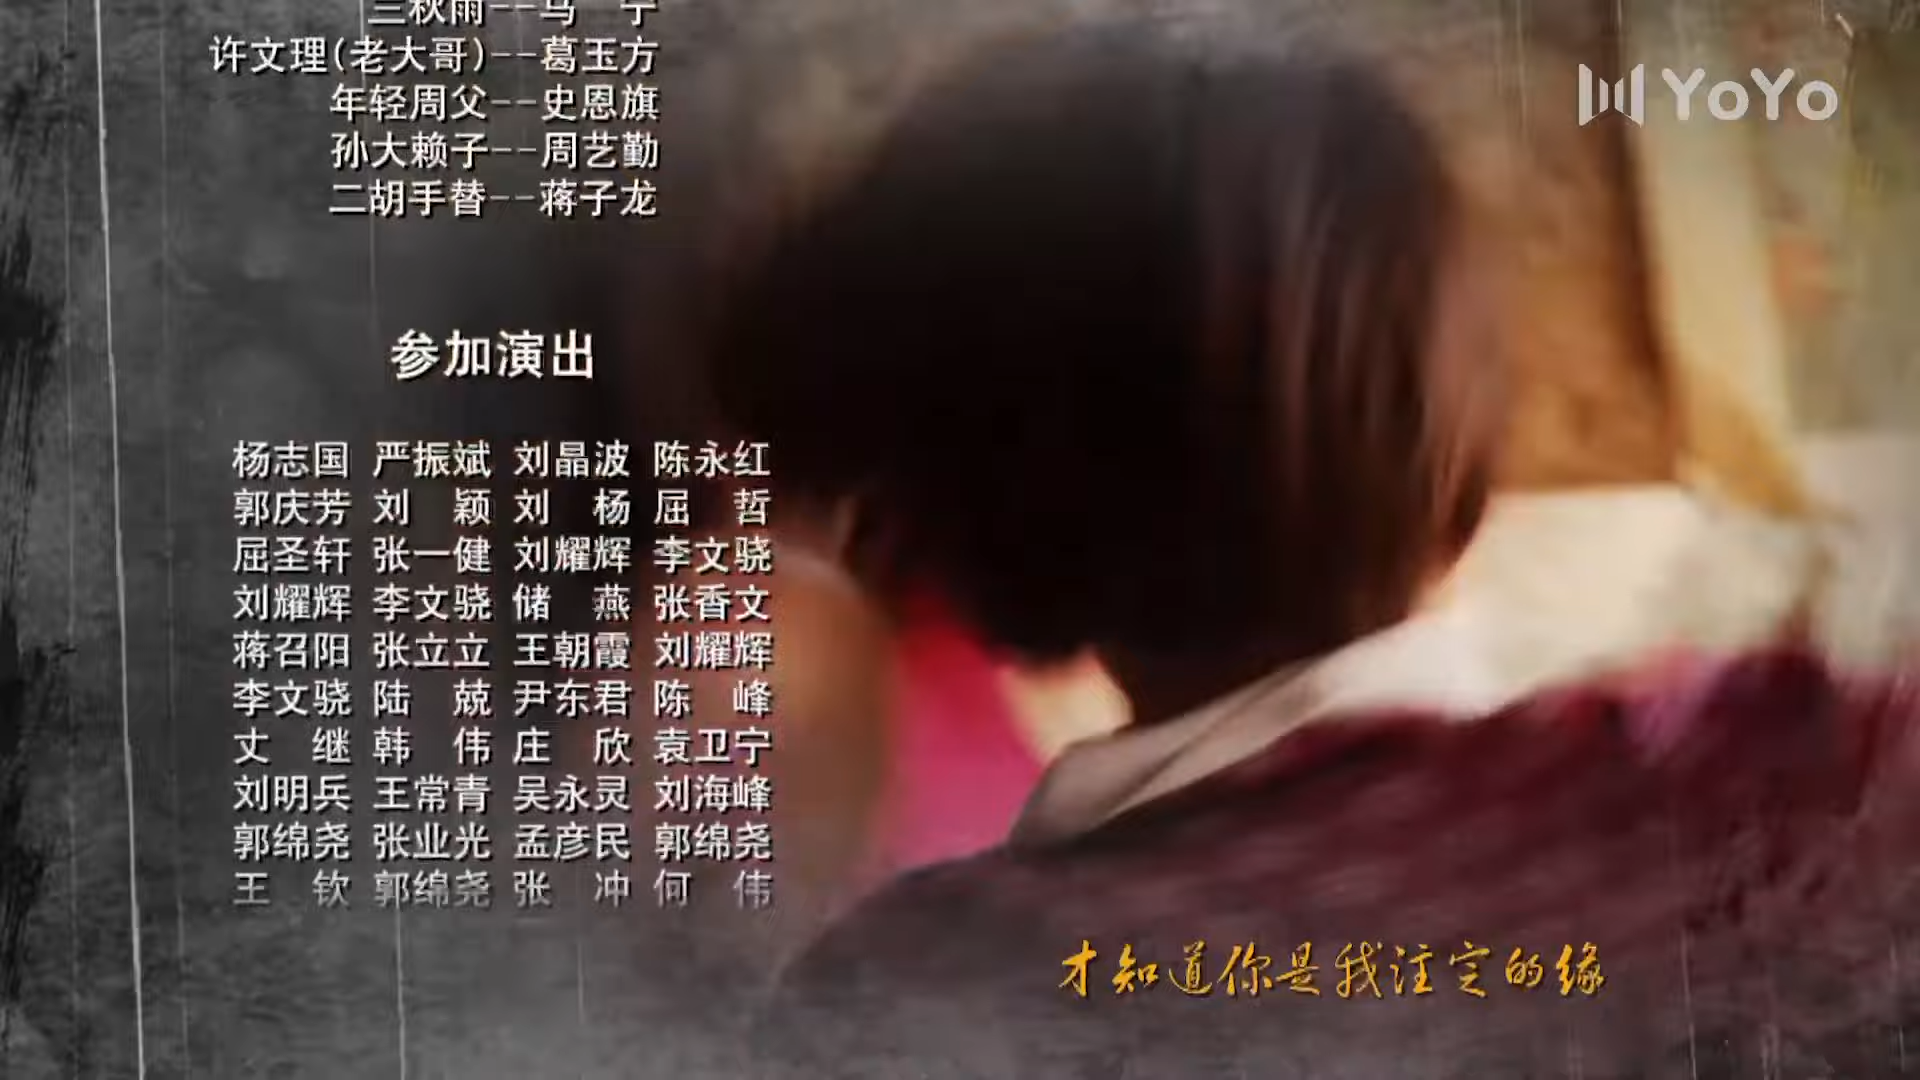 三秋雨--马　宁
许文理(老大哥)--葛玉方
年轻周父--史恩旗
孙大赖子--周艺勤
二胡手替--蒋子龙
YoYo
参加演出
杨志国 严振斌 刘晶波 陈永红
郭庆芳 刘　颖 刘　杨 屈　哲
屈圣轩 张一健 刘耀辉 李文骁
刘耀辉 李文骁 储　燕 张香文
蒋召阳 张立立 王朝霞 刘耀辉
李文骁 陆　兢 尹东君 陈　峰
丈　继 韩　伟 庄　欣 袁卫宁
刘明兵 王常青 吴永灵 刘海峰
郭绵尧 张业光 孟彦民 郭绵尧
王　钦 郭绵尧 张　冲 何　伟
才知道你是我注定的缘